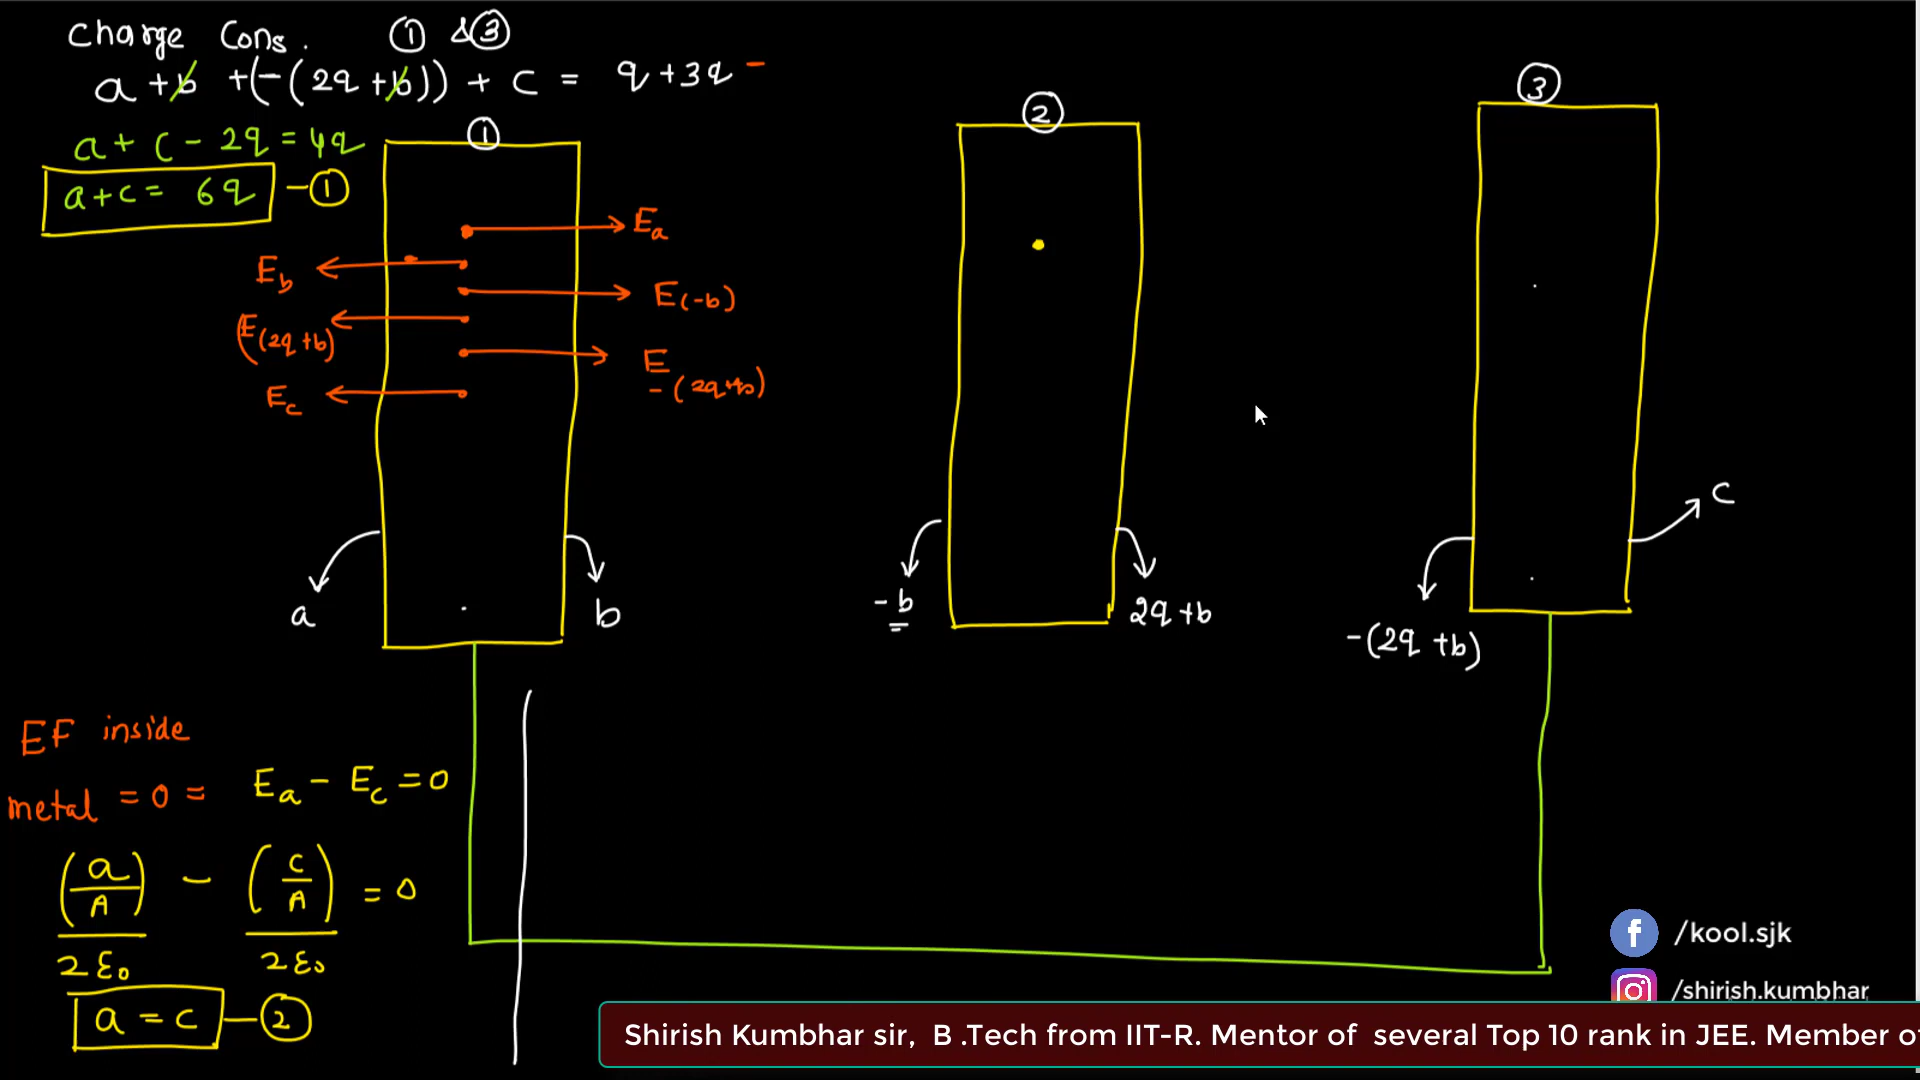 Charge Cons. ① & ③
a + b + (-(2q + b)) + c = q + 3q -
a + c - 2q = 4q
a + c = 6q - ①
①
②
③
Ea
Eb
E(-b)
E(2q + b)
E-(2q+b)
Ec
a
b
-b
2q + b
-(2q + b)
c
EF inside
metal = 0 = Ea - Ec = 0
(a/A)/2ε₀ - (c/A)/2ε₀ = 0
a = c - ②
/kool.sjk
/shirish.kumbhar
Shirish Kumbhar sir, B .Tech from IIT-R. Mentor of several Top 10 rank in JEE. Member o